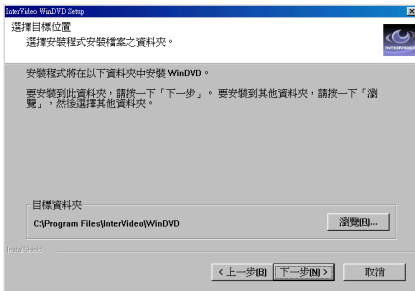 InterVideo WinDVD Setup
選擇目標位置
選擇安裝程式安裝檔案之資料夾。
INTERVIDEO
安裝程式將在以下資料夾中安裝 WinDVD。
要安裝到此資料夾，請按一下「下一步」。 要安裝到其他資料夾，請按一下「瀏
覽」，然後選擇其他資料夾。
目標資料夾
C:\Program Files\InterVideo\WinDVD
瀏覽(R)...
InstallShield
< 上一步(B) 下一步(N) > 取消